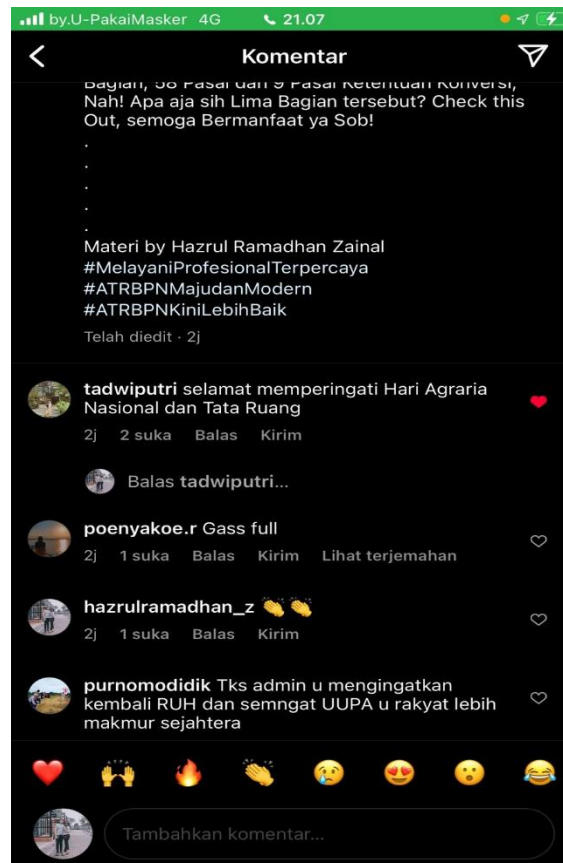 by.U-PakaiMasker 4G 21.07
Komentar
Bagian, 58 Pasal dan 9 Pasal Ketentuan Konversi,
Nah! Apa aja sih Lima Bagian tersebut? Check this
Out, semoga Bermanfaat ya Sob!
.
.
.
.
.
Materi by Hazrul Ramadhan Zainal
#MelayaniProfesionalTerpercaya
#ATRBPNMajudanModern
#ATRBPNKiniLebihBaik
Telah diedit · 2j
tadwiputri selamat memperingati Hari Agraria
Nasional dan Tata Ruang
2j 2 suka Balas Kirim
Balas tadwiputri...
poenyakoe.r Gass full
2j 1 suka Balas Kirim Lihat terjemahan
hazrulramadhan_z 👏👏
2j 1 suka Balas Kirim
purnomodidik Tks admin u mengingatkan
kembali RUH dan semngat UUPA u rakyat lebih
makmur sejahtera
Tambahkan komentar...